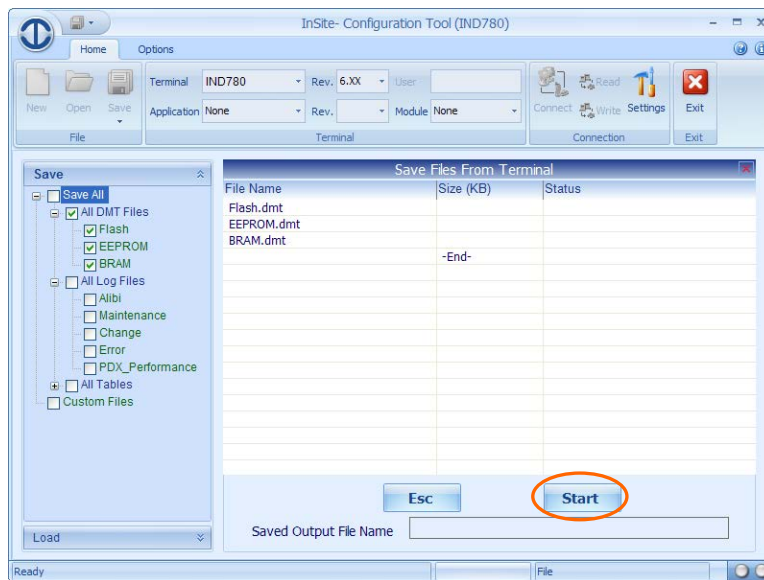 InSite- Configuration Tool (IND780)
Home Options
Terminal IND780 Rev. 6.XX User
New Open Save Application None Rev. Module None Connect Read Write Settings Exit
File Terminal Connection Exit
Save
Save All
All DMT Files
Flash
EEPROM
BRAM
All Log Files
Alibi
Maintenance
Change
Error
PDX_Performance
All Tables
Custom Files
Load
Save Files From Terminal
File Name Size (KB) Status
Flash.dmt
EEPROM.dmt
BRAM.dmt
-End-
Esc Start
Saved Output File Name
Ready File